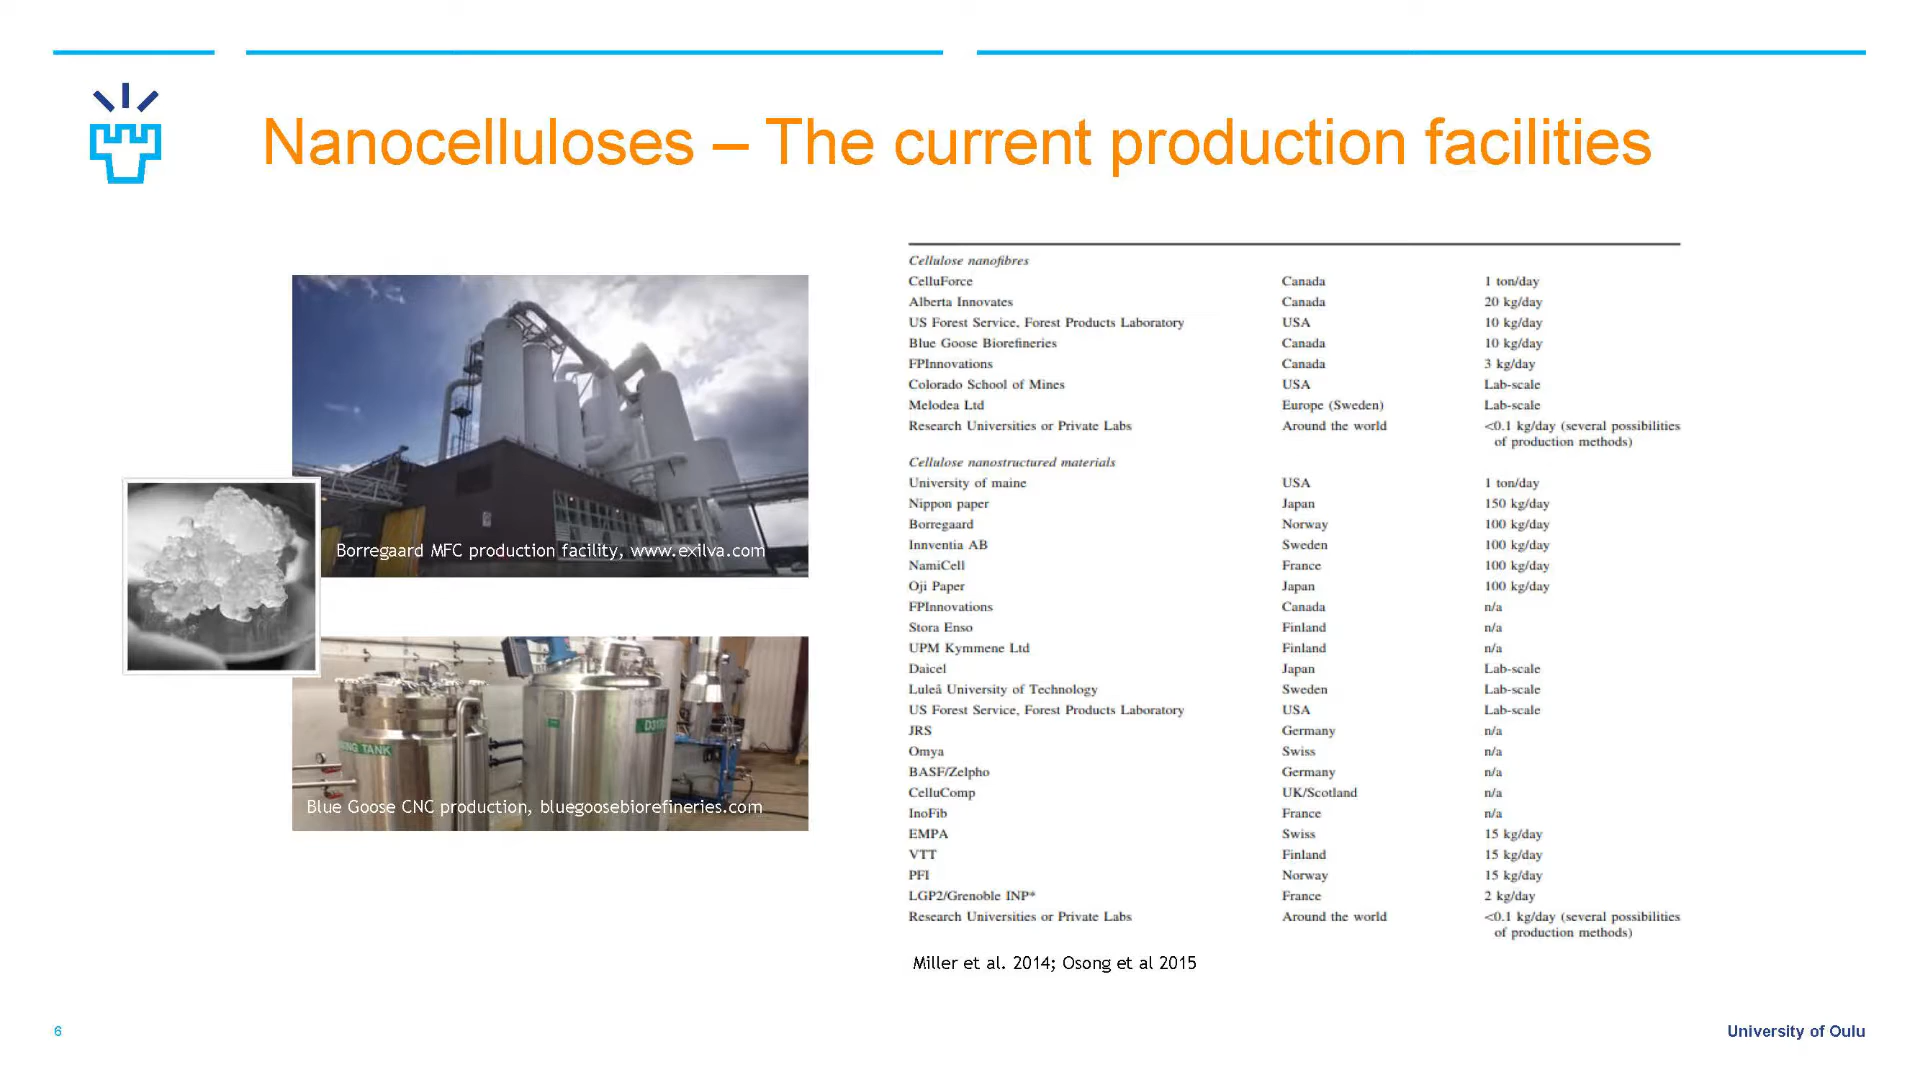 Nanocelluloses – The current production facilities
Borregaard MFC production facility, www.exilva.com
TANK
Blue Goose CNC production, bluegoosebiorefineries.com
Cellulose nanofibres
CelluForce Canada 1 ton/day
Alberta Innovates Canada 20 kg/day
US Forest Service, Forest Products Laboratory USA 10 kg/day
Blue Goose Biorefineries Canada 10 kg/day
FPInnovations Canada 3 kg/day
Colorado School of Mines USA Lab-scale
Melodea Ltd Europe (Sweden) Lab-scale
Research Universities or Private Labs Around the world <0.1 kg/day (several possibilities
of production methods)
Cellulose nanostructured materials
University of maine USA 1 ton/day
Nippon paper Japan 150 kg/day
Borregaard Norway 100 kg/day
Innventia AB Sweden 100 kg/day
NamiCell France 100 kg/day
Oji Paper Japan 100 kg/day
FPInnovations Canada n/a
Stora Enso Finland n/a
UPM Kymmene Ltd Finland n/a
Daicel Japan Lab-scale
Luleå University of Technology Sweden Lab-scale
US Forest Service, Forest Products Laboratory USA Lab-scale
JRS Germany n/a
Omya Swiss n/a
BASF/Zelpho Germany n/a
CelluComp UK/Scotland n/a
InoFib France n/a
EMPA Swiss 15 kg/day
VTT Finland 15 kg/day
PFI Norway 15 kg/day
LGP2/Grenoble INP* France 2 kg/day
Research Universities or Private Labs Around the world <0.1 kg/day (several possibilities
of production methods)
Miller et al. 2014; Osong et al 2015
6
University of Oulu